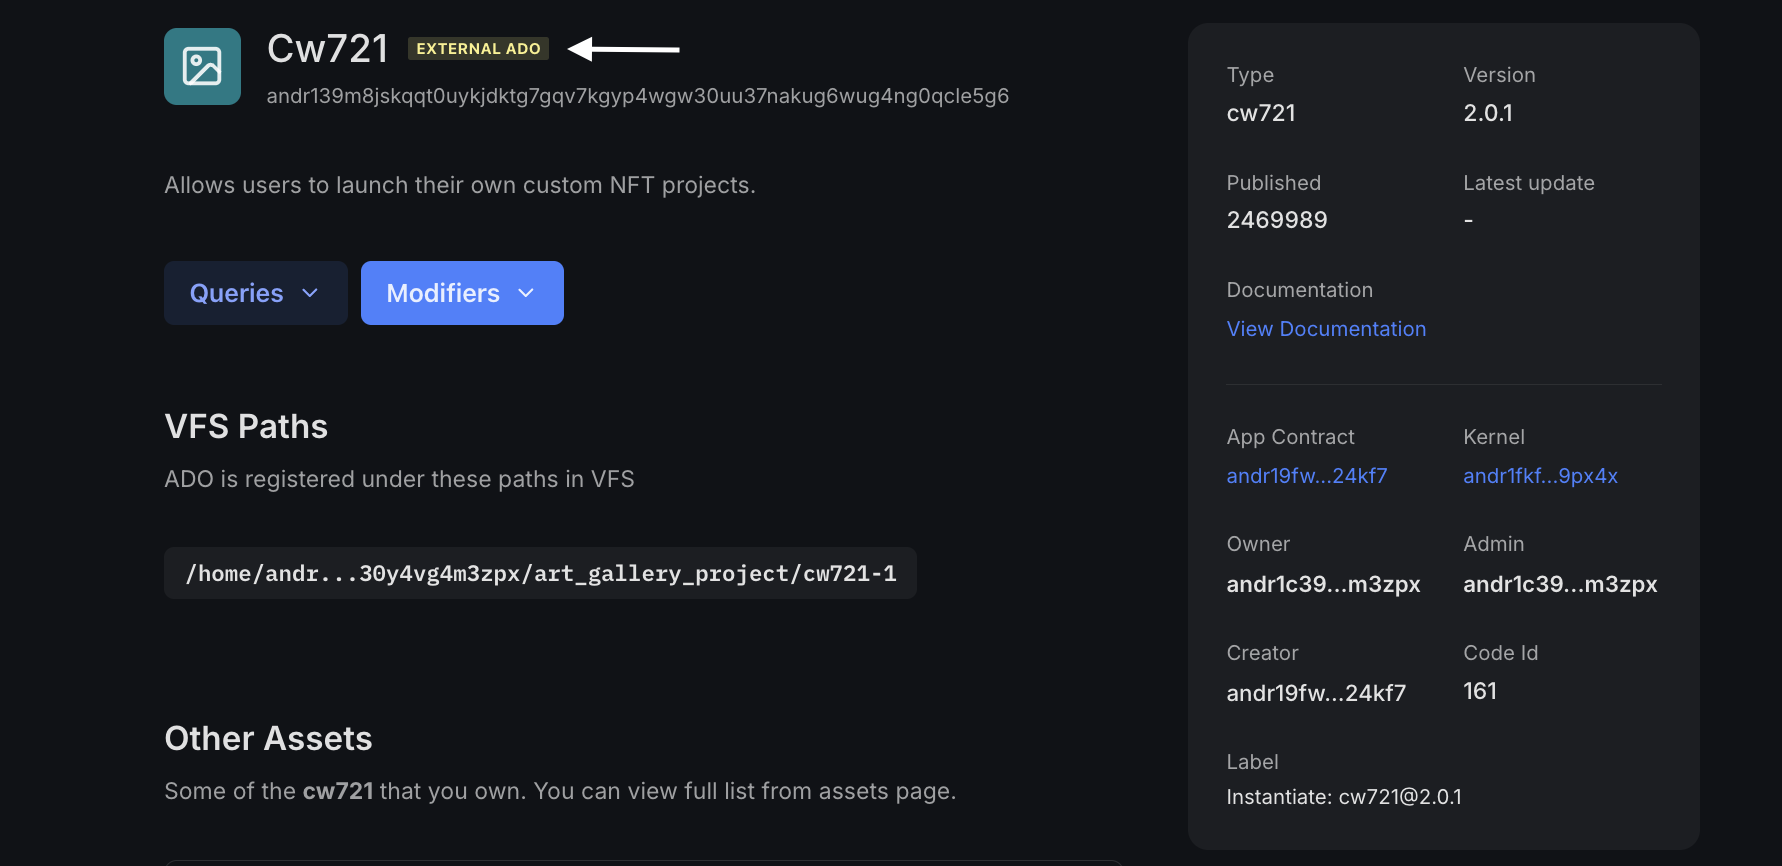 Cw721 EXTERNAL ADO
andr139m8jskqqt0uykjdktg7gqv7kgyp4wgw30uu37nakug6wug4ng0qcle5g6
Allows users to launch their own custom NFT projects.
Queries Modifiers
VFS Paths
ADO is registered under these paths in VFS
/home/andr...30y4vg4m3zpx/art_gallery_project/cw721-1
Other Assets
Some of the cw721 that you own. You can view full list from assets page.
Type Version
cw721 2.0.1
Published Latest update
2469989 -
Documentation
View Documentation
App Contract Kernel
andr19fw...24kf7 andr1fkf...9px4x
Owner Admin
andr1c39...m3zpx andr1c39...m3zpx
Creator Code Id
andr19fw...24kf7 161
Label
Instantiate: cw721@2.0.1